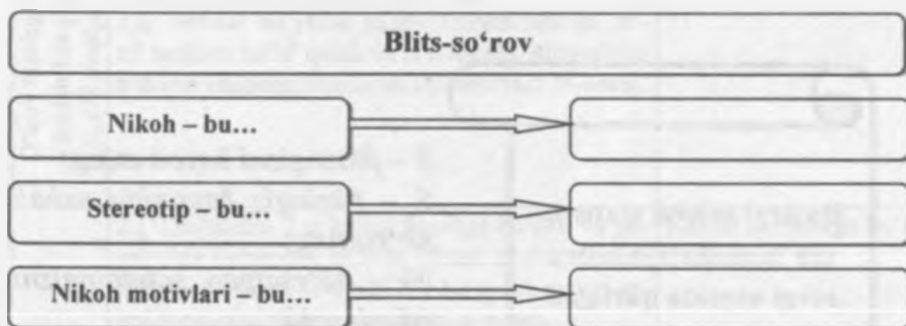 Blits-so‘rov
Nikoh – bu...
Stereotip – bu...
Nikoh motivlari – bu...